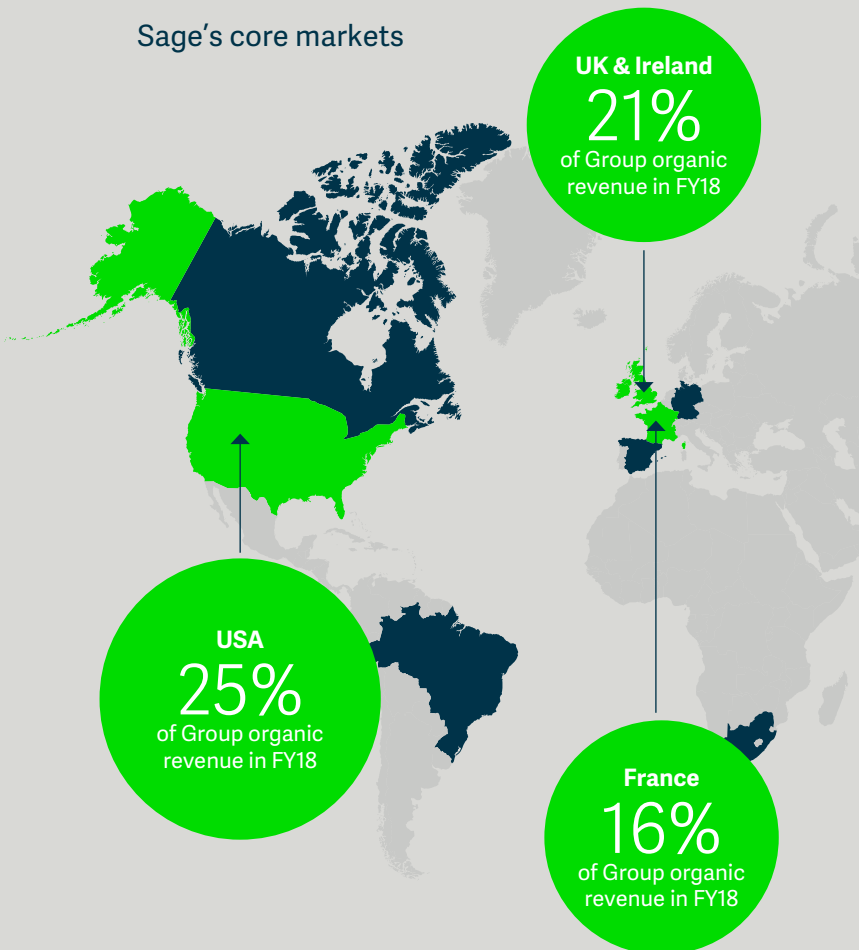 Sage’s core markets
UK & Ireland
21%
of Group organic
revenue in FY18
USA
25%
of Group organic
revenue in FY18
France
16%
of Group organic
revenue in FY18